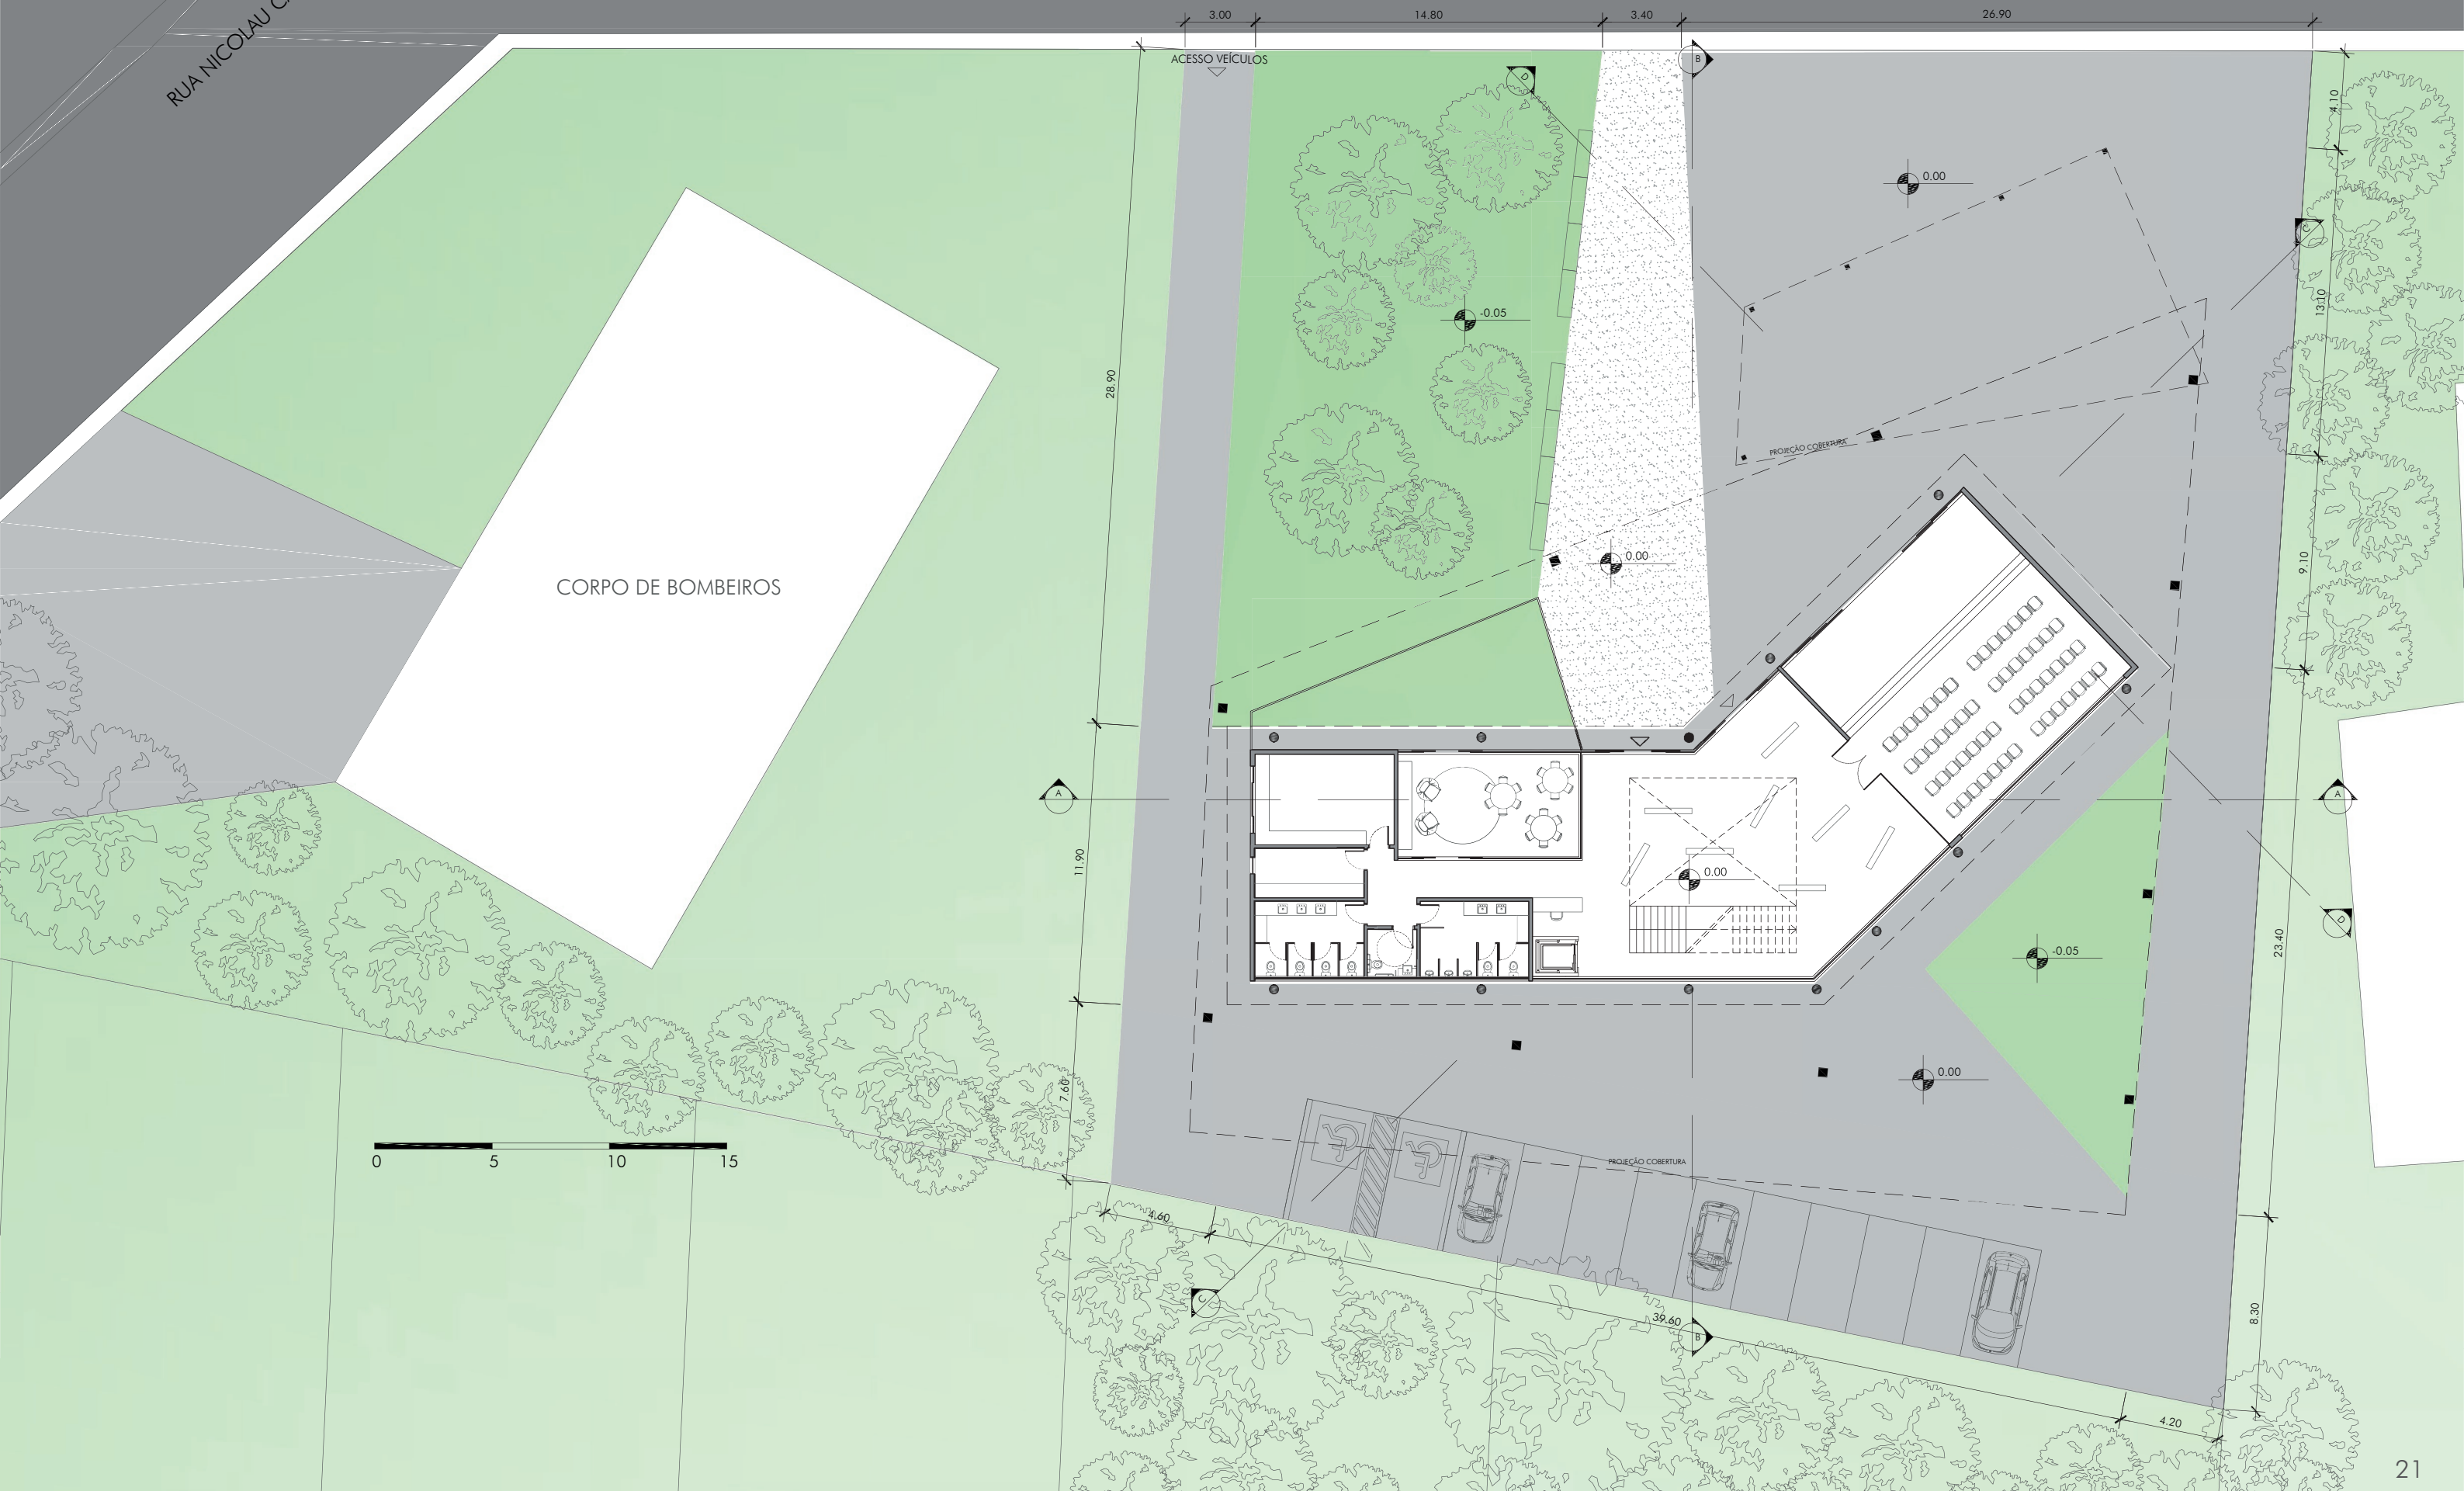 RUA NICOLAU
3.00
14.80
3.40
26.90
ACESSO VEÍCULOS
D
B
4.10
0.00
C
-0.05
13.10
28.90
PROJEÇÃO COBERTURA
0.00
9.10
CORPO DE BOMBEIROS
A
A
11.90
0.00
D
23.40
-0.05
0.00
7.60
0 5 10 15
PROJEÇÃO COBERTURA
4.60
C
39.60
B
8.30
4.20
21